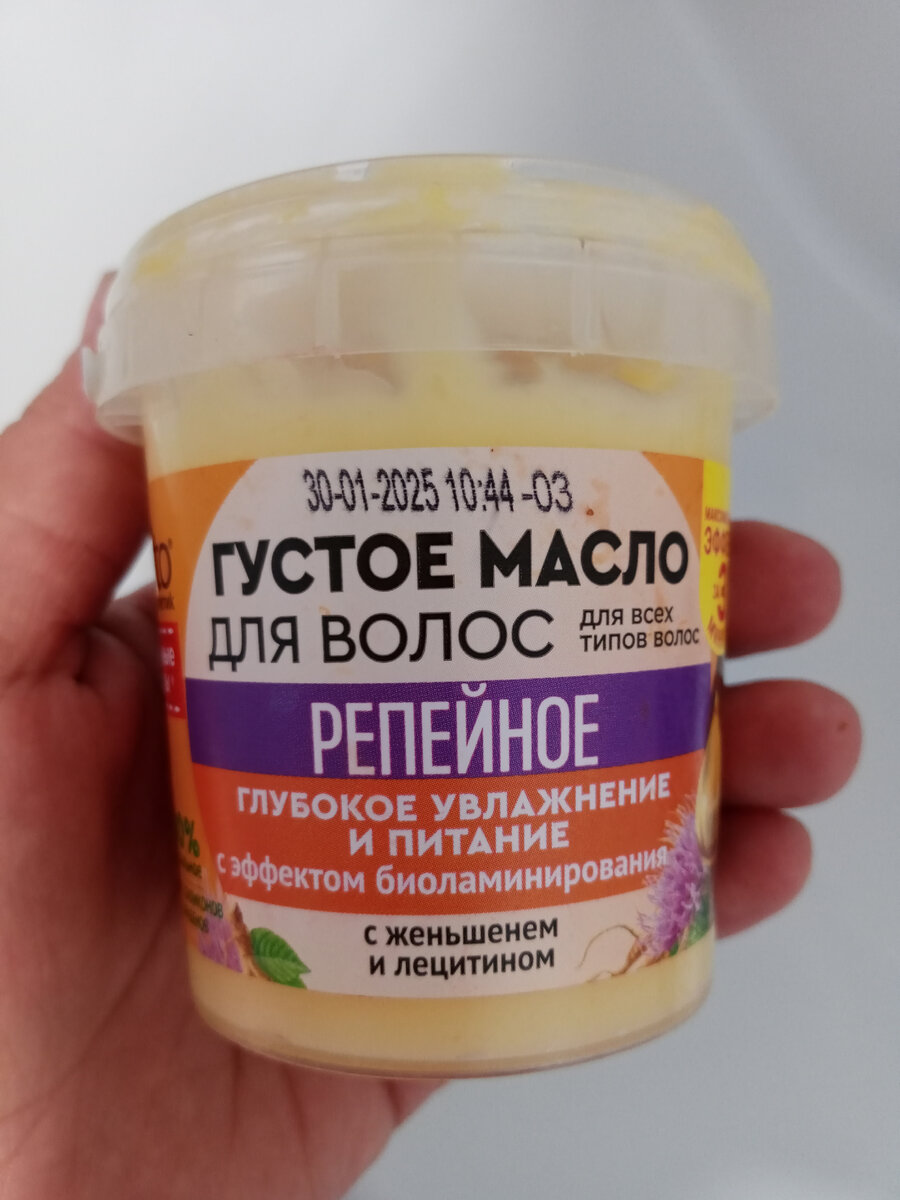 30-01-2025 10:44 -03
ГУСТОЕ МАСЛО
ДЛЯ ВОЛОС
для всех
типов волос
РЕПЕЙНОЕ
ГЛУБОКОЕ УВЛАЖНЕНИЕ
И ПИТАНИЕ
с эффектом биоламинирования
с женьшенем
и лецитином